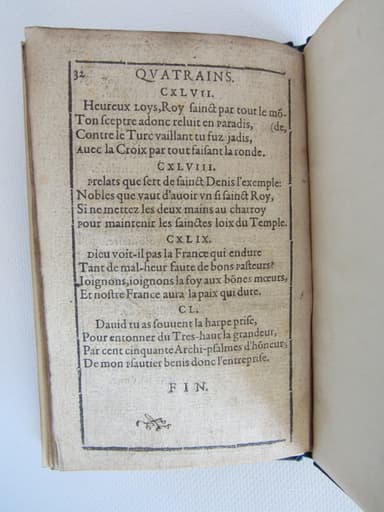 32 QVATRAINS.
CXLVII.
Heureux Loys, Roy sainct par tout le mõ-
Ton sceptre adonc reluit en Paradis, (de,
Contre le Turc vaillant tu fuz jadis,
Auec la Croix par tout faisant la ronde.
CXLVIII.
Prelats que sert de sainct Denis l'exemple:
Nobles que vaut d'auoir vn si sainct Roy,
Si ne mettez les deux mains au charroy
Pour maintenir les sainctes loix du Temple.
CXLIX.
Dieu voit-il pas la France qui endure
Tant de mal-heur faute de bons Pasteurs?
Ioignons, ioignons la foy aux bõnes mœurs,
Et nostre France aura la paix qui dure.
CL.
Dauid tu as souuent la harpe prise,
Pour entonner du Tres-haut la grandeur,
Par cent cinquante Archi-psalmes d'hõneur;
De mon psautier benis donc l'entreprise.
FIN.